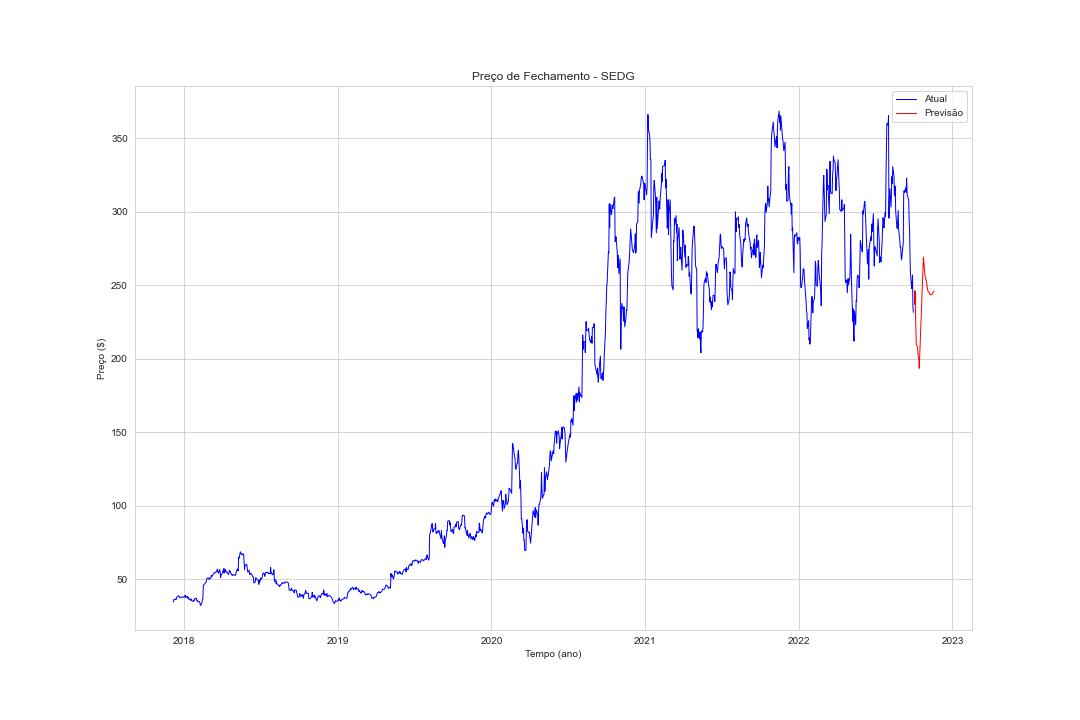 Preço de Fechamento - SEDG
Atual
Previsão
350
300
250
200
150
100
50
Preço ($)
2018 2019 2020 2021 2022 2023
Tempo (ano)